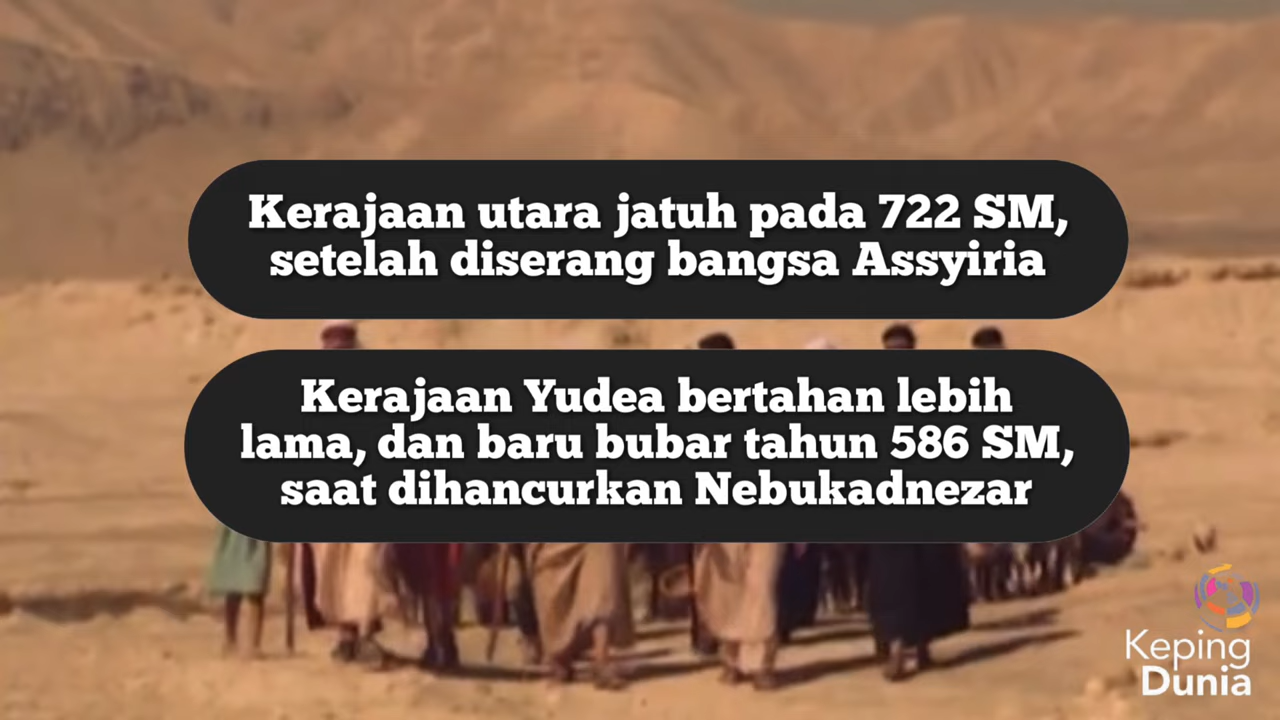 Kerajaan utara jatuh pada 722 SM,
setelah diserang bangsa Assyiria
Kerajaan Yudea bertahan lebih
lama, dan baru bubar tahun 586 SM,
saat dihancurkan Nebukadnezar
Keping
Dunia